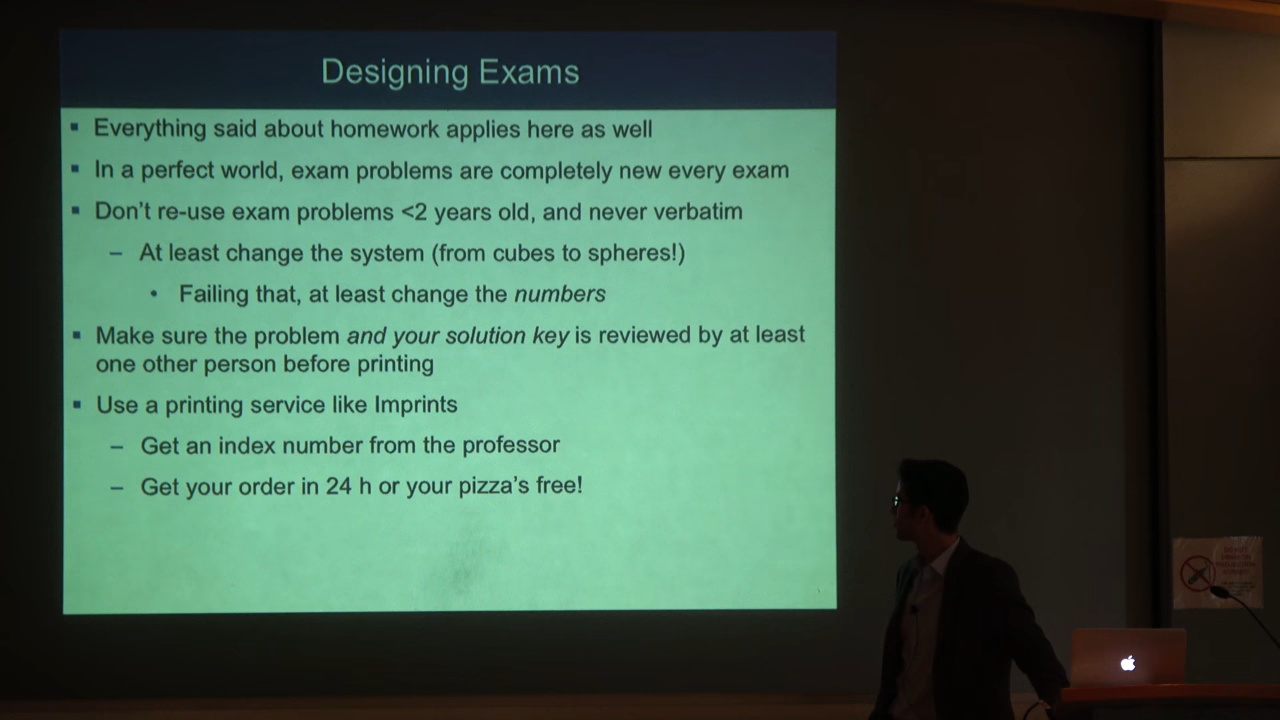 Designing Exams
▪ Everything said about homework applies here as well
▪ In a perfect world, exam problems are completely new every exam
▪ Don't re-use exam problems <2 years old, and never verbatim
– At least change the system (from cubes to spheres!)
• Failing that, at least change the numbers
▪ Make sure the problem and your solution key is reviewed by at least
one other person before printing
▪ Use a printing service like Imprints
– Get an index number from the professor
– Get your order in 24 h or your pizza's free!